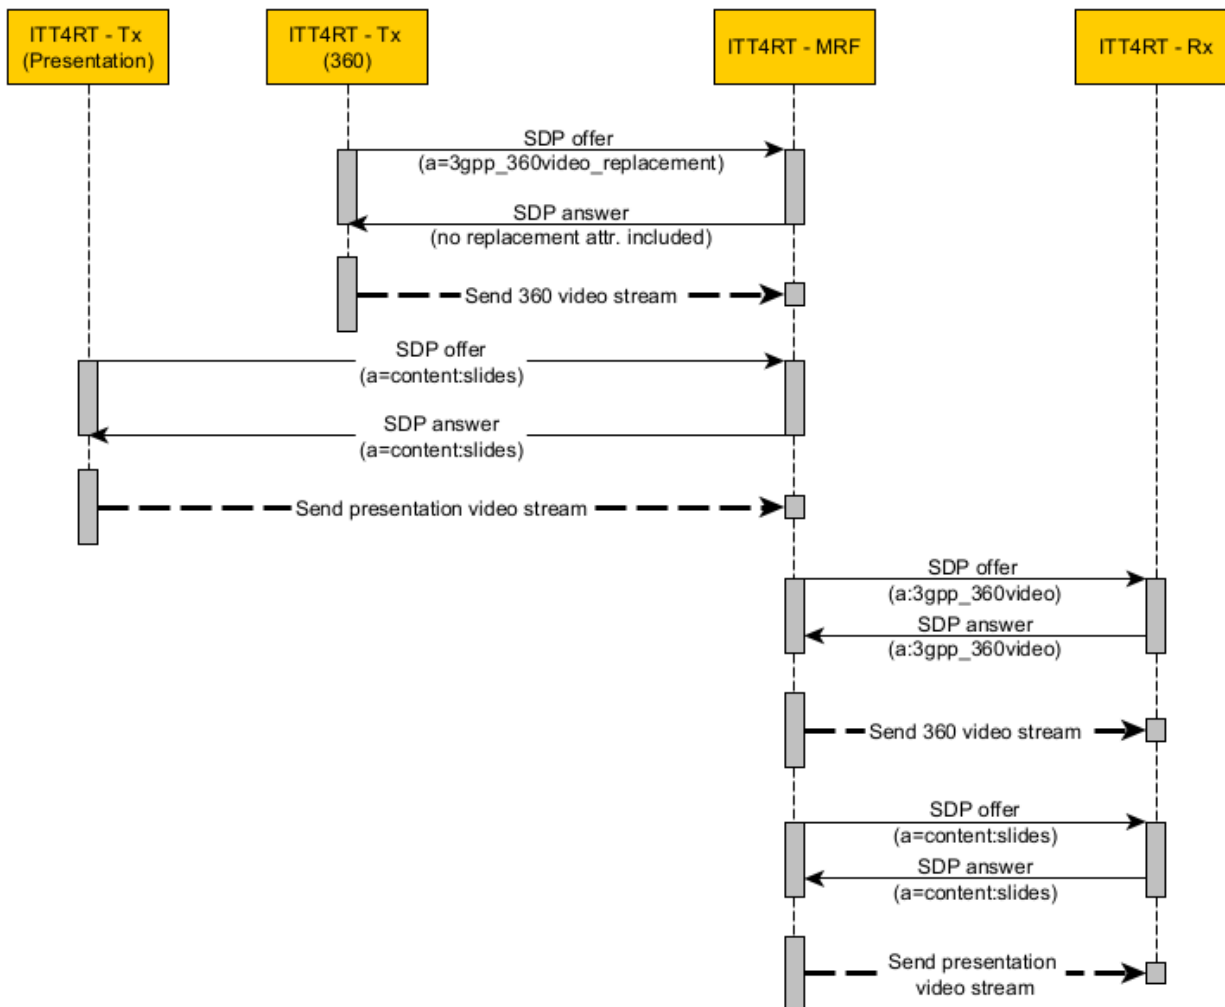 ITT4RT - Tx
(Presentation)
ITT4RT - Tx
(360)
ITT4RT - MRF
ITT4RT - Rx
SDP offer
(a=3gpp_360video_replacement)
SDP answer
(no replacement attr. included)
Send 360 video stream
SDP offer
(a=content:slides)
SDP answer
(a=content:slides)
Send presentation video stream
SDP offer
(a:3gpp_360video)
SDP answer
(a:3gpp_360video)
Send 360 video stream
SDP offer
(a=content:slides)
SDP answer
(a=content:slides)
Send presentation
video stream